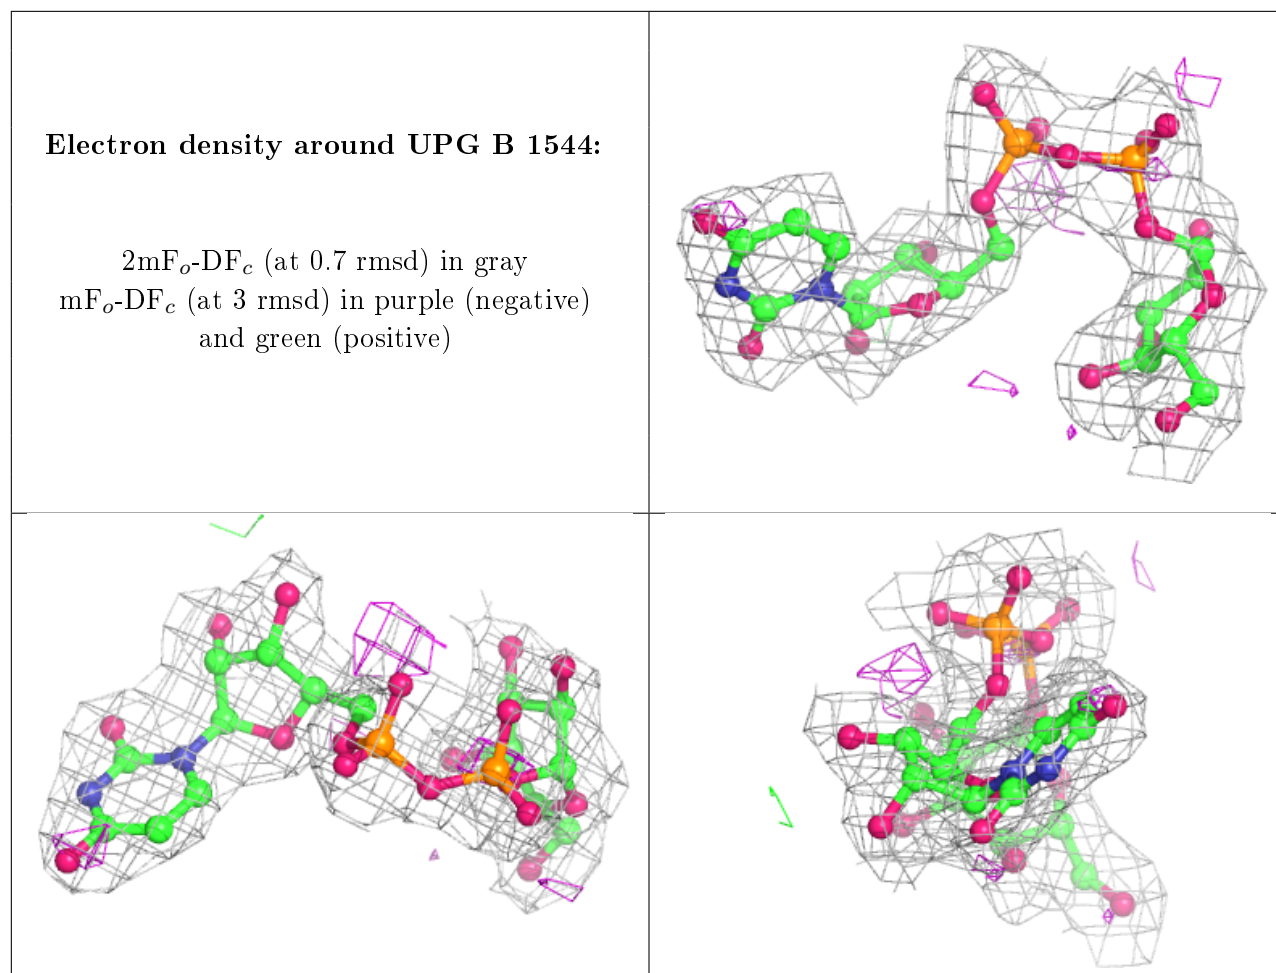 Electron density around UPG B 1544:
2mFₒ-DF𝒸 (at 0.7 rmsd) in gray
mFₒ-DF𝒸 (at 3 rmsd) in purple (negative)
and green (positive)